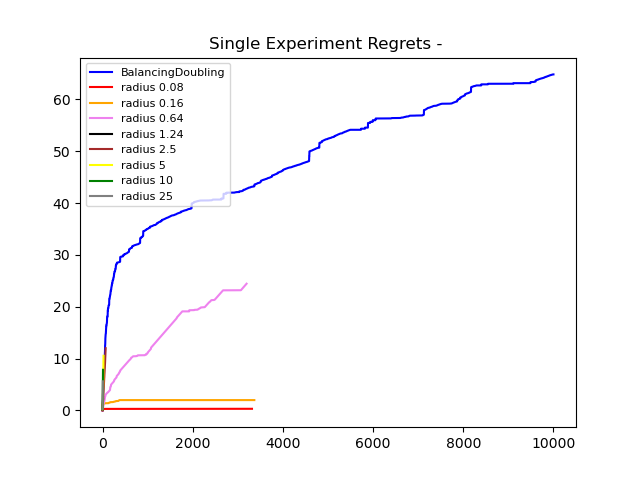 Single Experiment Regrets -
BalancingDoubling
radius 0.08
radius 0.16
radius 0.64
radius 1.24
radius 2.5
radius 5
radius 10
radius 25
60
50
40
30
20
10
0
0 2000 4000 6000 8000 10000